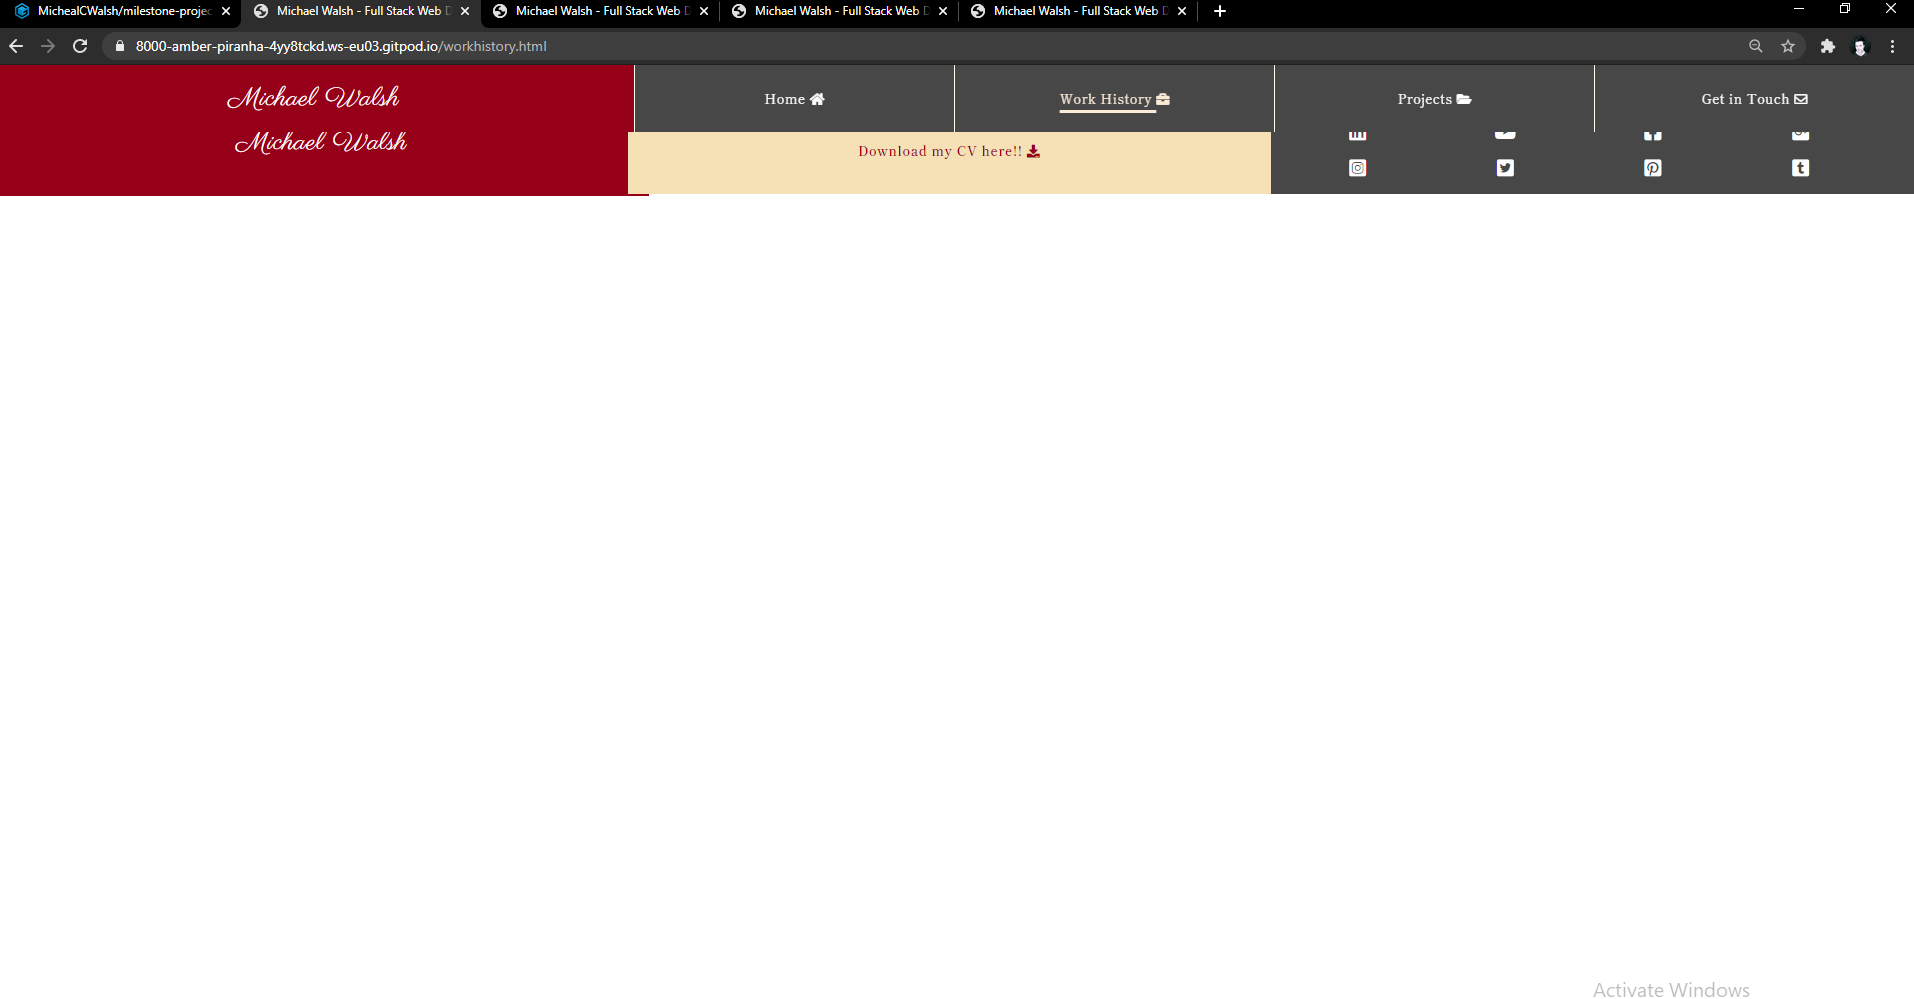 MichealCWalsh/milestone-projec
Michael Walsh - Full Stack Web D
Michael Walsh - Full Stack Web D
Michael Walsh - Full Stack Web D
Michael Walsh - Full Stack Web D
8000-amber-piranha-4yy8tckd.ws-eu03.gitpod.io/workhistory.html
Michael Walsh
Home
Work History
Projects
Get in Touch
Michael Walsh
Download my CV here!!
Activate Windows